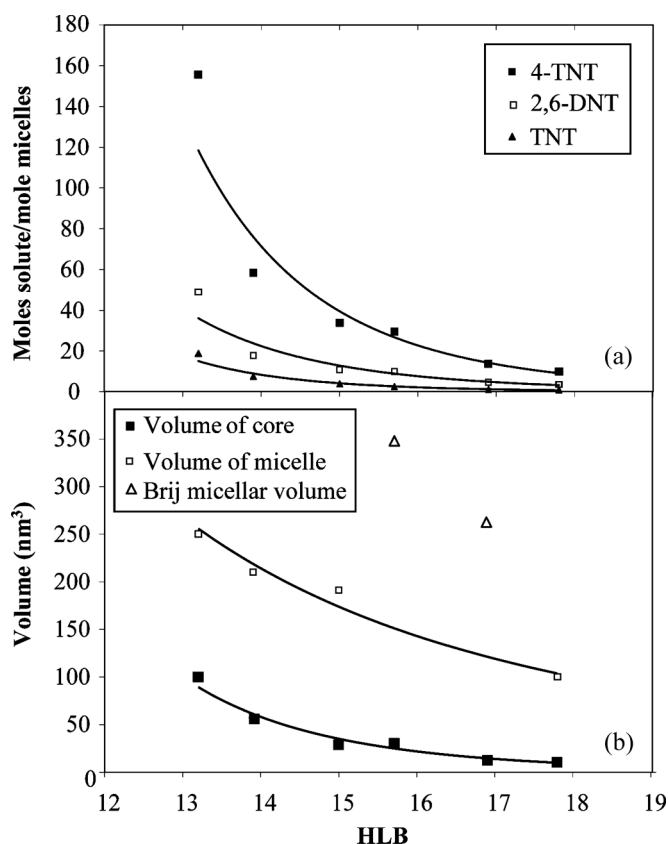 180
160
140
120
100
80
60
40
20
0
Moles solute/mole micelles
4-TNT
2,6-DNT
TNT
(a)
350
300
250
200
150
100
50
0
Volume (nm³)
Volume of core
Volume of micelle
Brij micellar volume
(b)
12 13 14 15 16 17 18 19
HLB